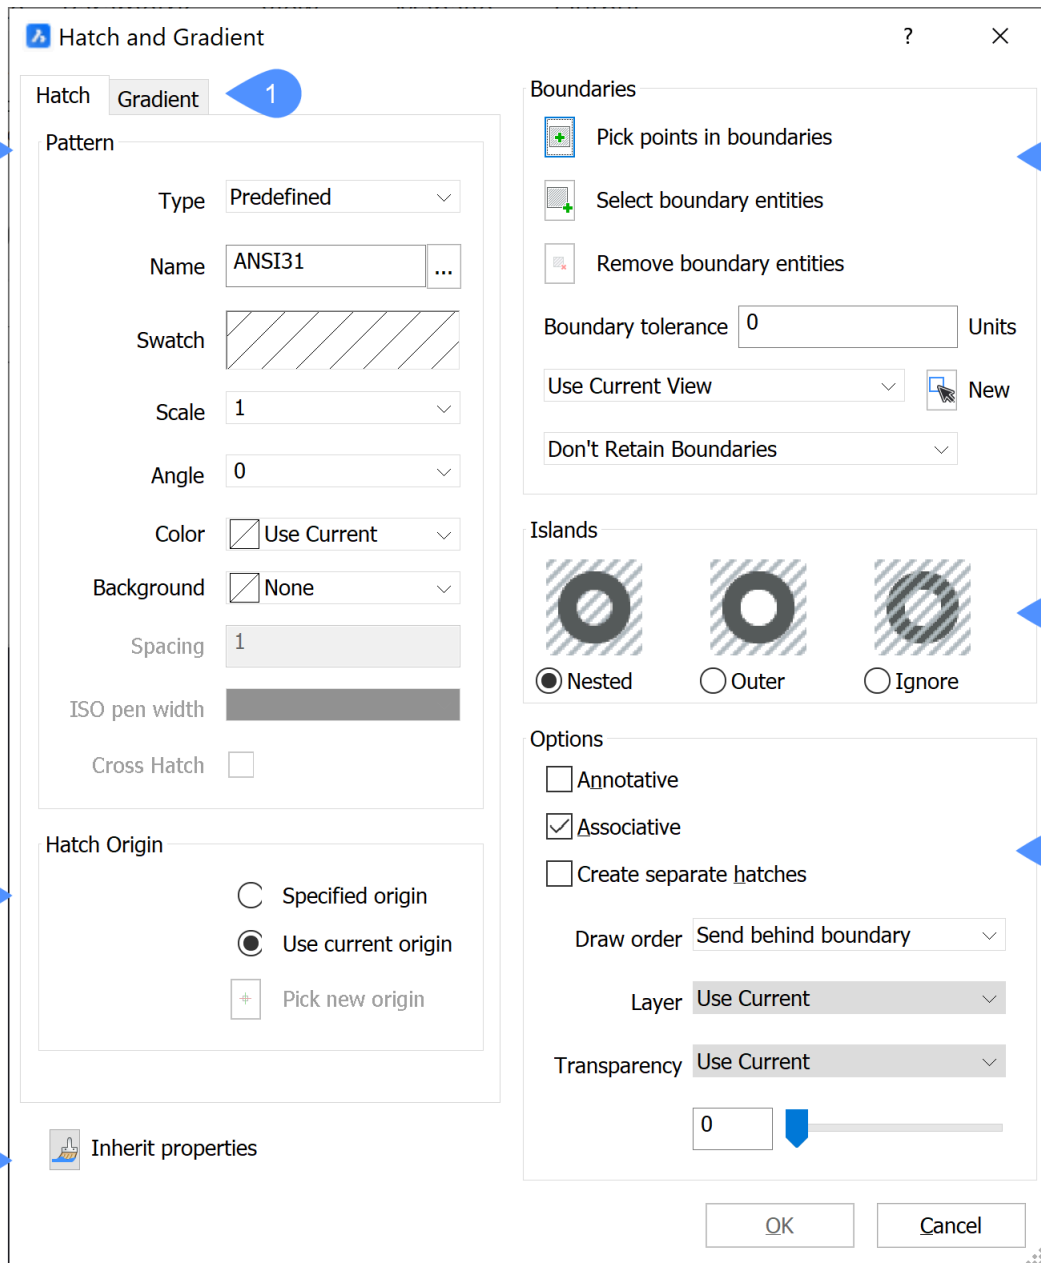 Hatch and Gradient
?
Hatch
Gradient
1
Pattern
Type
Predefined
Name
ANSI31
...
Swatch
Scale
1
Angle
0
Color
Use Current
Background
None
Spacing
1
ISO pen width
Cross Hatch
Hatch Origin
Specified origin
Use current origin
Pick new origin
Inherit properties
Boundaries
Pick points in boundaries
Select boundary entities
Remove boundary entities
Boundary tolerance
0
Units
Use Current View
New
Don't Retain Boundaries
Islands
Nested
Outer
Ignore
Options
Annotative
Associative
Create separate hatches
Draw order
Send behind boundary
Layer
Use Current
Transparency
Use Current
0
OK
Cancel